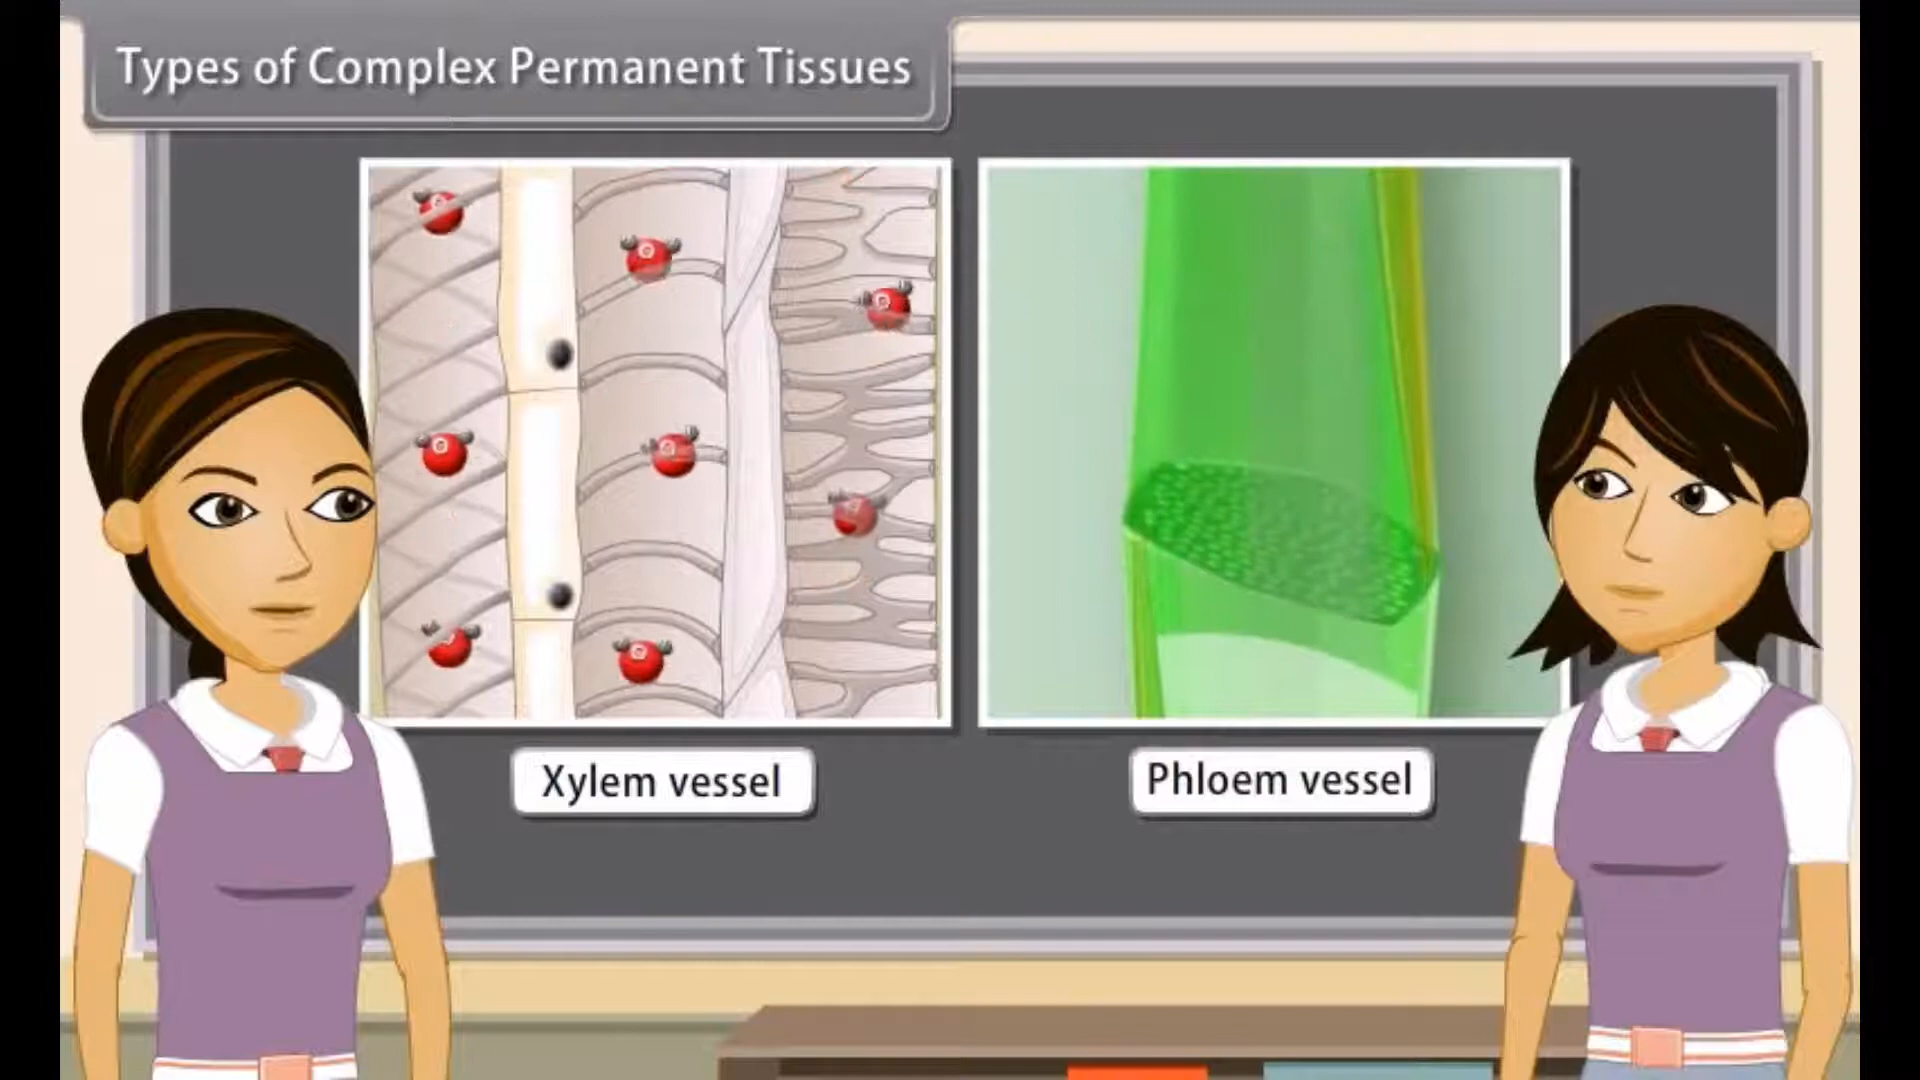 Types of Complex Permanent Tissues
Xylem vessel
Phloem vessel